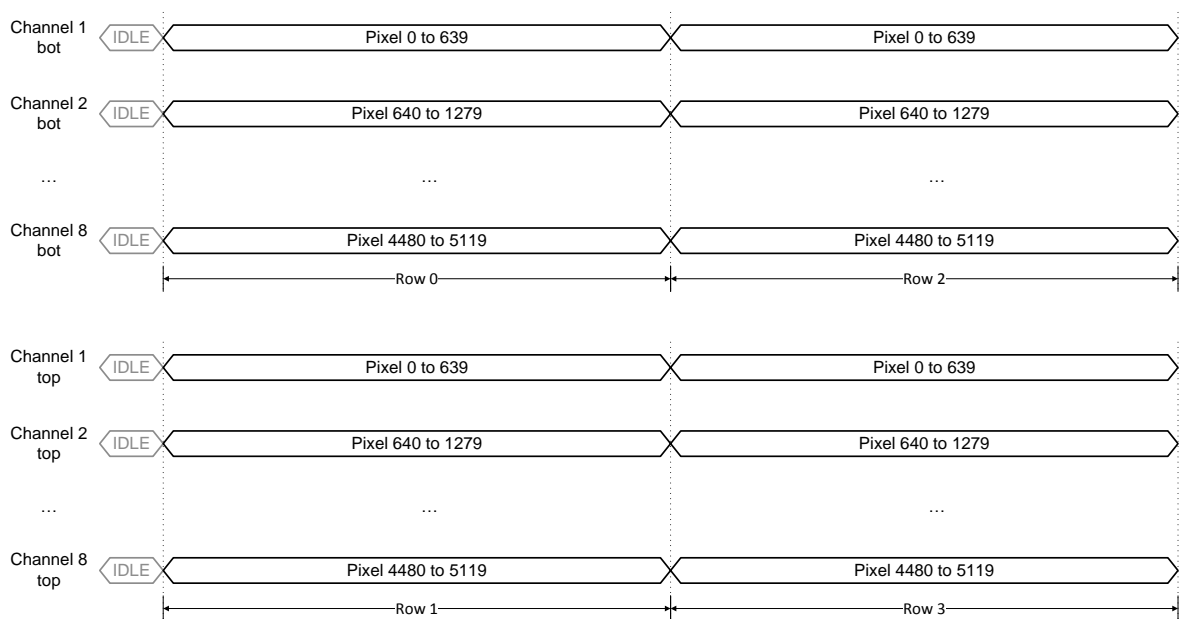 Channel 1
bot
IDLE
Pixel 0 to 639
Pixel 0 to 639
Channel 2
bot
IDLE
Pixel 640 to 1279
Pixel 640 to 1279
...
...
...
Channel 8
bot
IDLE
Pixel 4480 to 5119
Pixel 4480 to 5119
Row 0
Row 2
Channel 1
top
IDLE
Pixel 0 to 639
Pixel 0 to 639
Channel 2
top
IDLE
Pixel 640 to 1279
Pixel 640 to 1279
...
...
...
Channel 8
top
IDLE
Pixel 4480 to 5119
Pixel 4480 to 5119
Row 1
Row 3